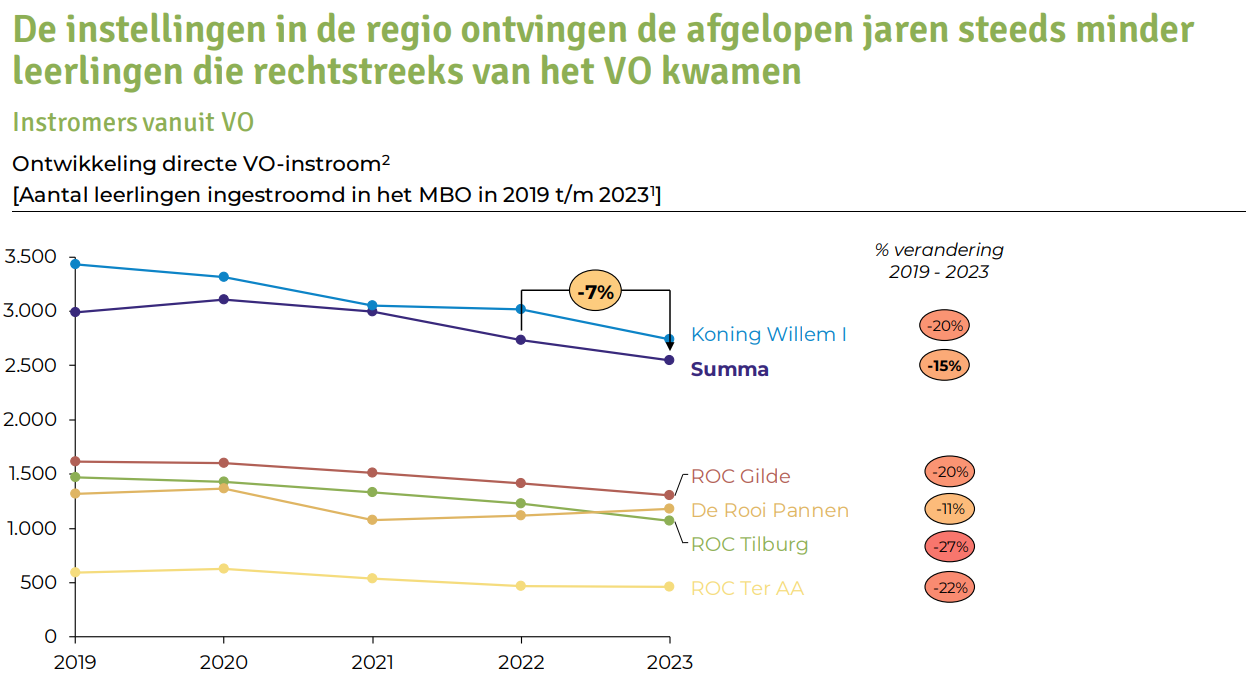 De instellingen in de regio ontvingen de afgelopen jaren steeds minder
leerlingen die rechtstreeks van het VO kwamen
Instromers vanuit VO
Ontwikkeling directe VO-instroom²
[Aantal leerlingen ingestroomd in het MBO in 2019 t/m 2023¹]
% verandering
2019 - 2023
3.500
3.000
2.500
2.000
1.500
1.000
500
0
2019
2020
2021
2022
2023
-7%
Koning Willem I
-20%
Summa
-15%
ROC Gilde
-20%
De Rooi Pannen
-11%
ROC Tilburg
-27%
ROC Ter AA
-22%